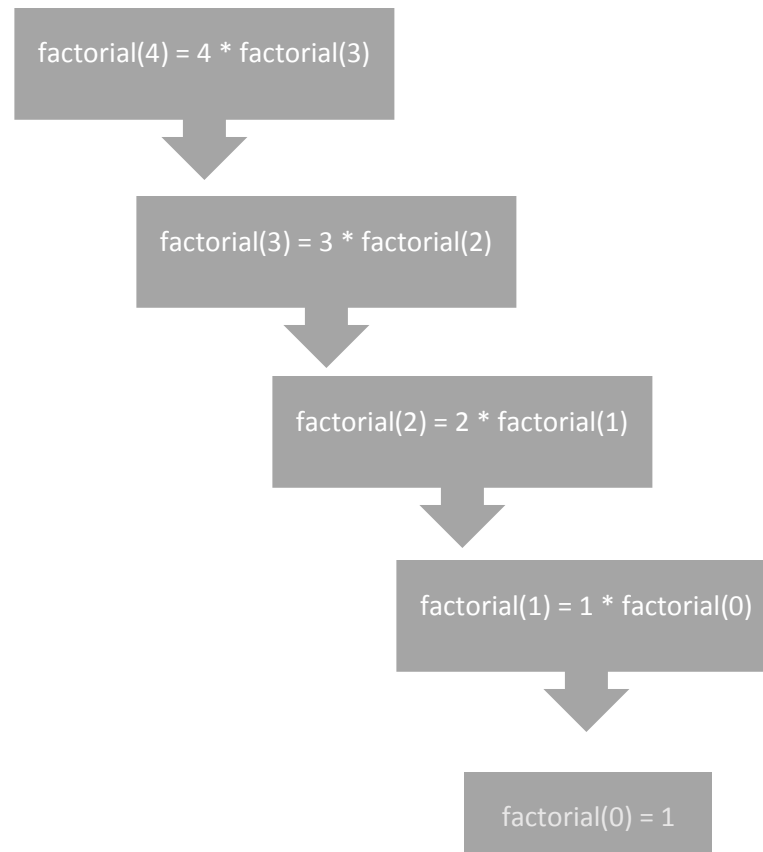 factorial(4) = 4 * factorial(3)
factorial(3) = 3 * factorial(2)
factorial(2) = 2 * factorial(1)
factorial(1) = 1 * factorial(0)
factorial(0) = 1